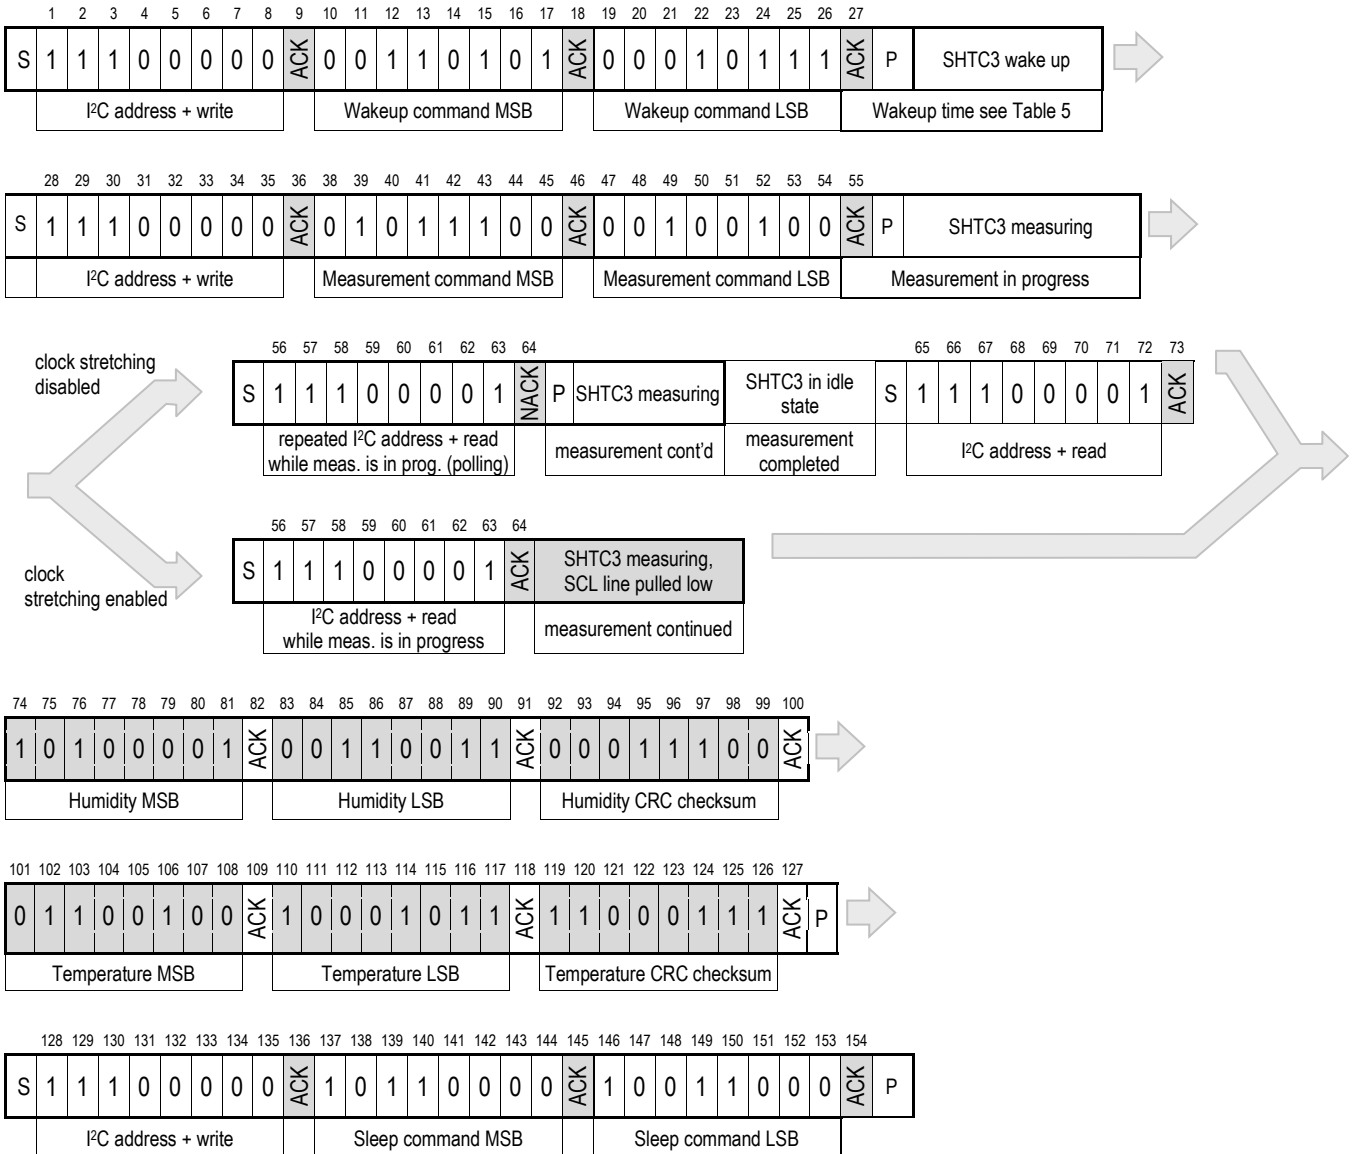 1 2 3 4 5 6 7 8 9 10 11 12 13 14 15 16 17 18 19 20 21 22 23 24 25 26 27
S 1 1 1 0 0 0 0 0 ACK 0 0 1 1 0 1 0 1 ACK 0 0 0 1 0 1 1 1 ACK P SHTC3 wake up
I²C address + write Wakeup command MSB Wakeup command LSB Wakeup time see Table 5
28 29 30 31 32 33 34 35 36 38 39 40 41 42 43 44 45 46 47 48 49 50 51 52 53 54 55
S 1 1 1 0 0 0 0 0 ACK 0 1 0 1 1 1 0 0 ACK 0 0 1 0 0 1 0 0 ACK P SHTC3 measuring
I²C address + write Measurement command MSB Measurement command LSB Measurement in progress
clock stretching
disabled
56 57 58 59 60 61 62 63 64 65 66 67 68 69 70 71 72 73
S 1 1 1 0 0 0 0 1 NACK P SHTC3 measuring SHTC3 in idle
state S 1 1 1 0 0 0 0 1 ACK
repeated I²C address + read
while meas. is in prog. (polling) measurement cont'd measurement
completed I²C address + read
clock
stretching enabled
56 57 58 59 60 61 62 63 64
S 1 1 1 0 0 0 0 1 ACK SHTC3 measuring,
SCL line pulled low
I²C address + read
while meas. is in progress measurement continued
74 75 76 77 78 79 80 81 82 83 84 85 86 87 88 89 90 91 92 93 94 95 96 97 98 99 100
1 0 1 0 0 0 0 1 ACK 0 0 1 1 0 0 1 1 ACK 0 0 0 1 1 1 0 0 ACK
Humidity MSB Humidity LSB Humidity CRC checksum
101 102 103 104 105 106 107 108 109 110 111 112 113 114 115 116 117 118 119 120 121 122 123 124 125 126 127
0 1 1 0 0 1 0 0 ACK 1 0 0 0 1 0 1 1 ACK 1 1 0 0 0 1 1 1 ACK P
Temperature MSB Temperature LSB Temperature CRC checksum
128 129 130 131 132 133 134 135 136 137 138 139 140 141 142 143 144 145 146 147 148 149 150 151 152 153 154
S 1 1 1 0 0 0 0 0 ACK 1 0 1 1 0 0 0 0 ACK 1 0 0 1 1 0 0 0 ACK P
I²C address + write Sleep command MSB Sleep command LSB